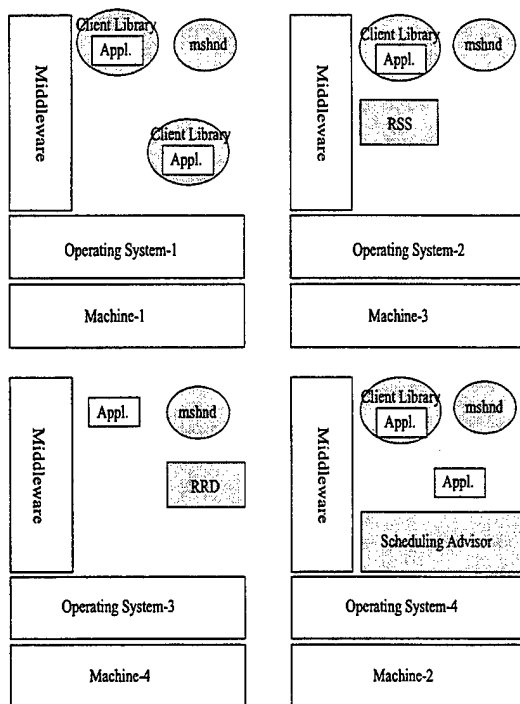 Client Library
Appl.
mshnd
Middleware
Client Library
Appl.
Operating System-1
Machine-1
Client Library
Appl.
mshnd
Middleware
RSS
Operating System-2
Machine-3
Appl.
mshnd
Middleware
RRD
Operating System-3
Machine-4
Client Library
Appl.
mshnd
Middleware
Appl.
Scheduling Advisor
Operating System-4
Machine-2